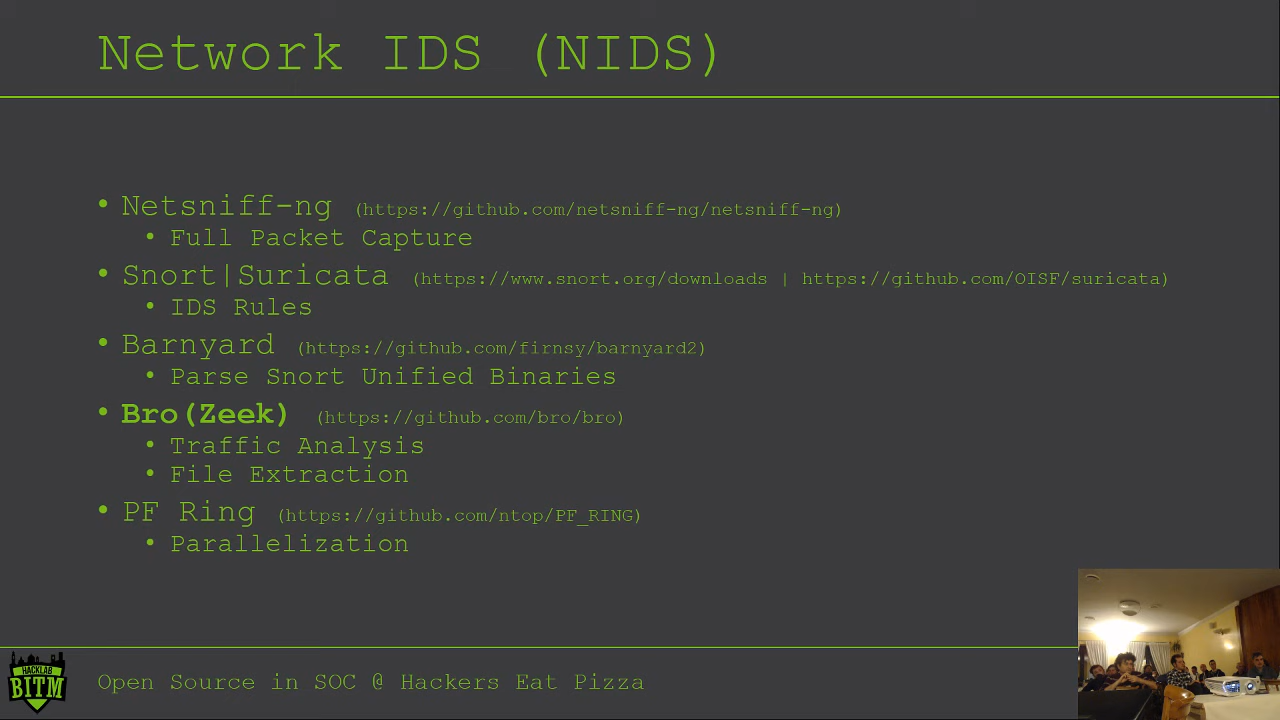 Network IDS (NIDS)
• Netsniff-ng (https://github.com/netsniff-ng/netsniff-ng)
• Full Packet Capture
• Snort|Suricata (https://www.snort.org/downloads | https://github.com/OISF/suricata)
• IDS Rules
• Barnyard (https://github.com/firnsy/barnyard2)
• Parse Snort Unified Binaries
• Bro(Zeek) (https://github.com/bro/bro)
• Traffic Analysis
• File Extraction
• PF Ring (https://github.com/ntop/PF_RING)
• Parallelization
HACKLAB
BITM
Open Source in SOC @ Hackers Eat Pizza